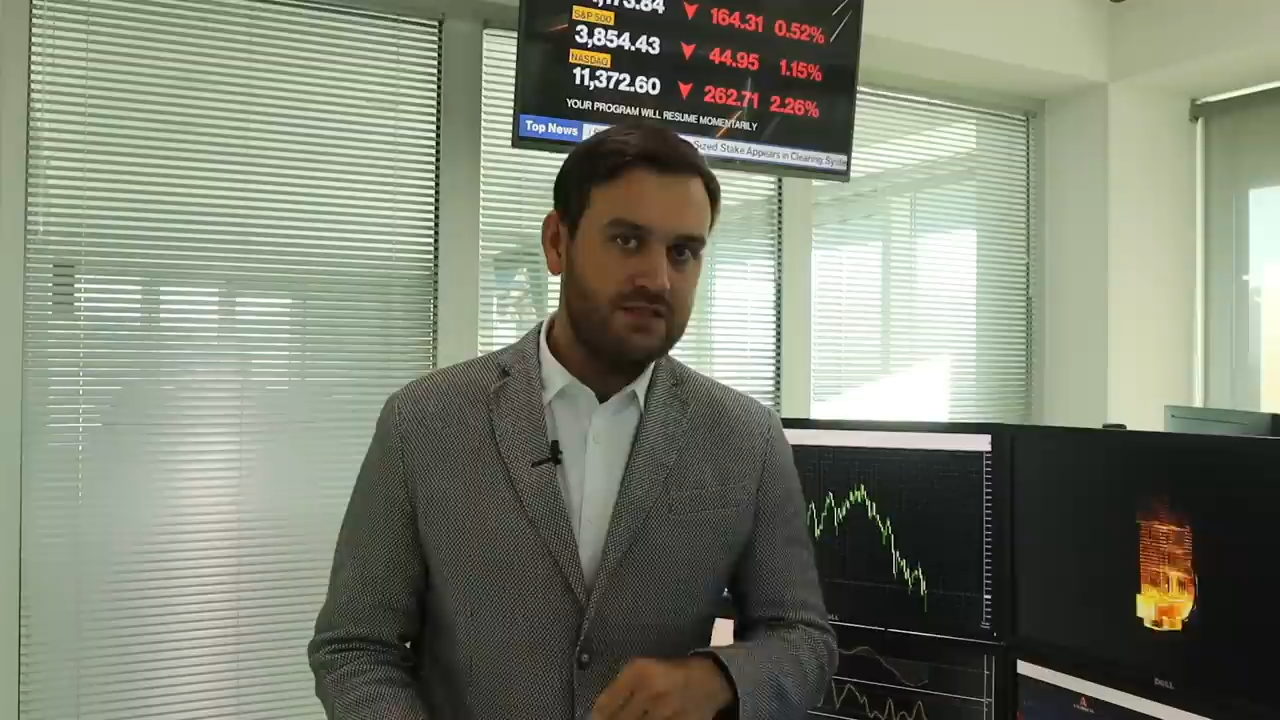 164.31 0.52%
S&P 500
3,854.43 44.95 1.15%
NASDAQ
11,372.60 262.71 2.26%
YOUR PROGRAM WILL RESUME MOMENTARILY
Top News
Sized Stake Appears in Clearing
DELL